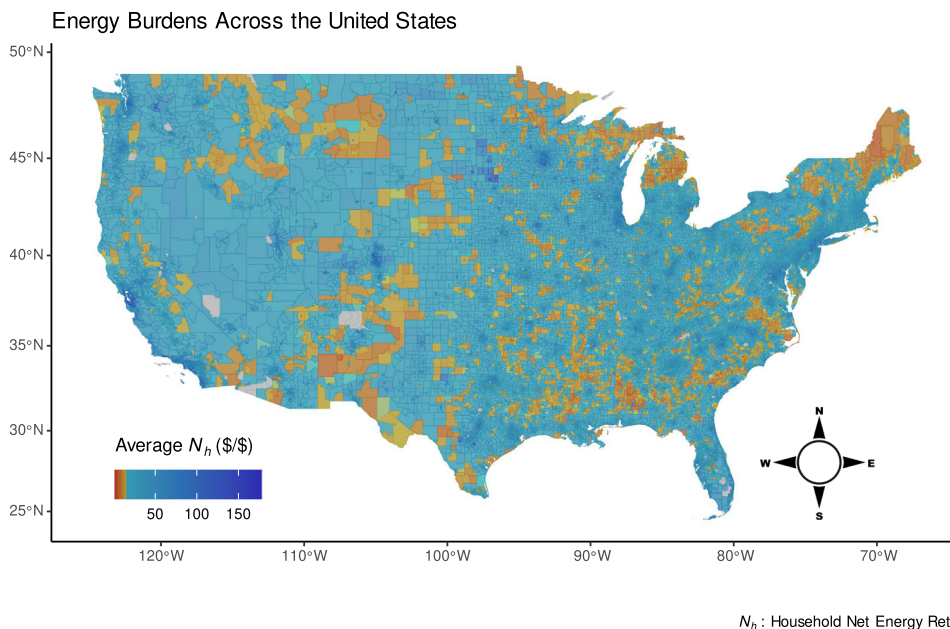 Energy Burdens Across the United States
50°N
45°N
40°N
35°N
30°N
25°N
Average Nh ($/$)
50 100 150
N
W E
S
120°W 110°W 100°W 90°W 80°W 70°W
Nh : Household Net Energy Ret